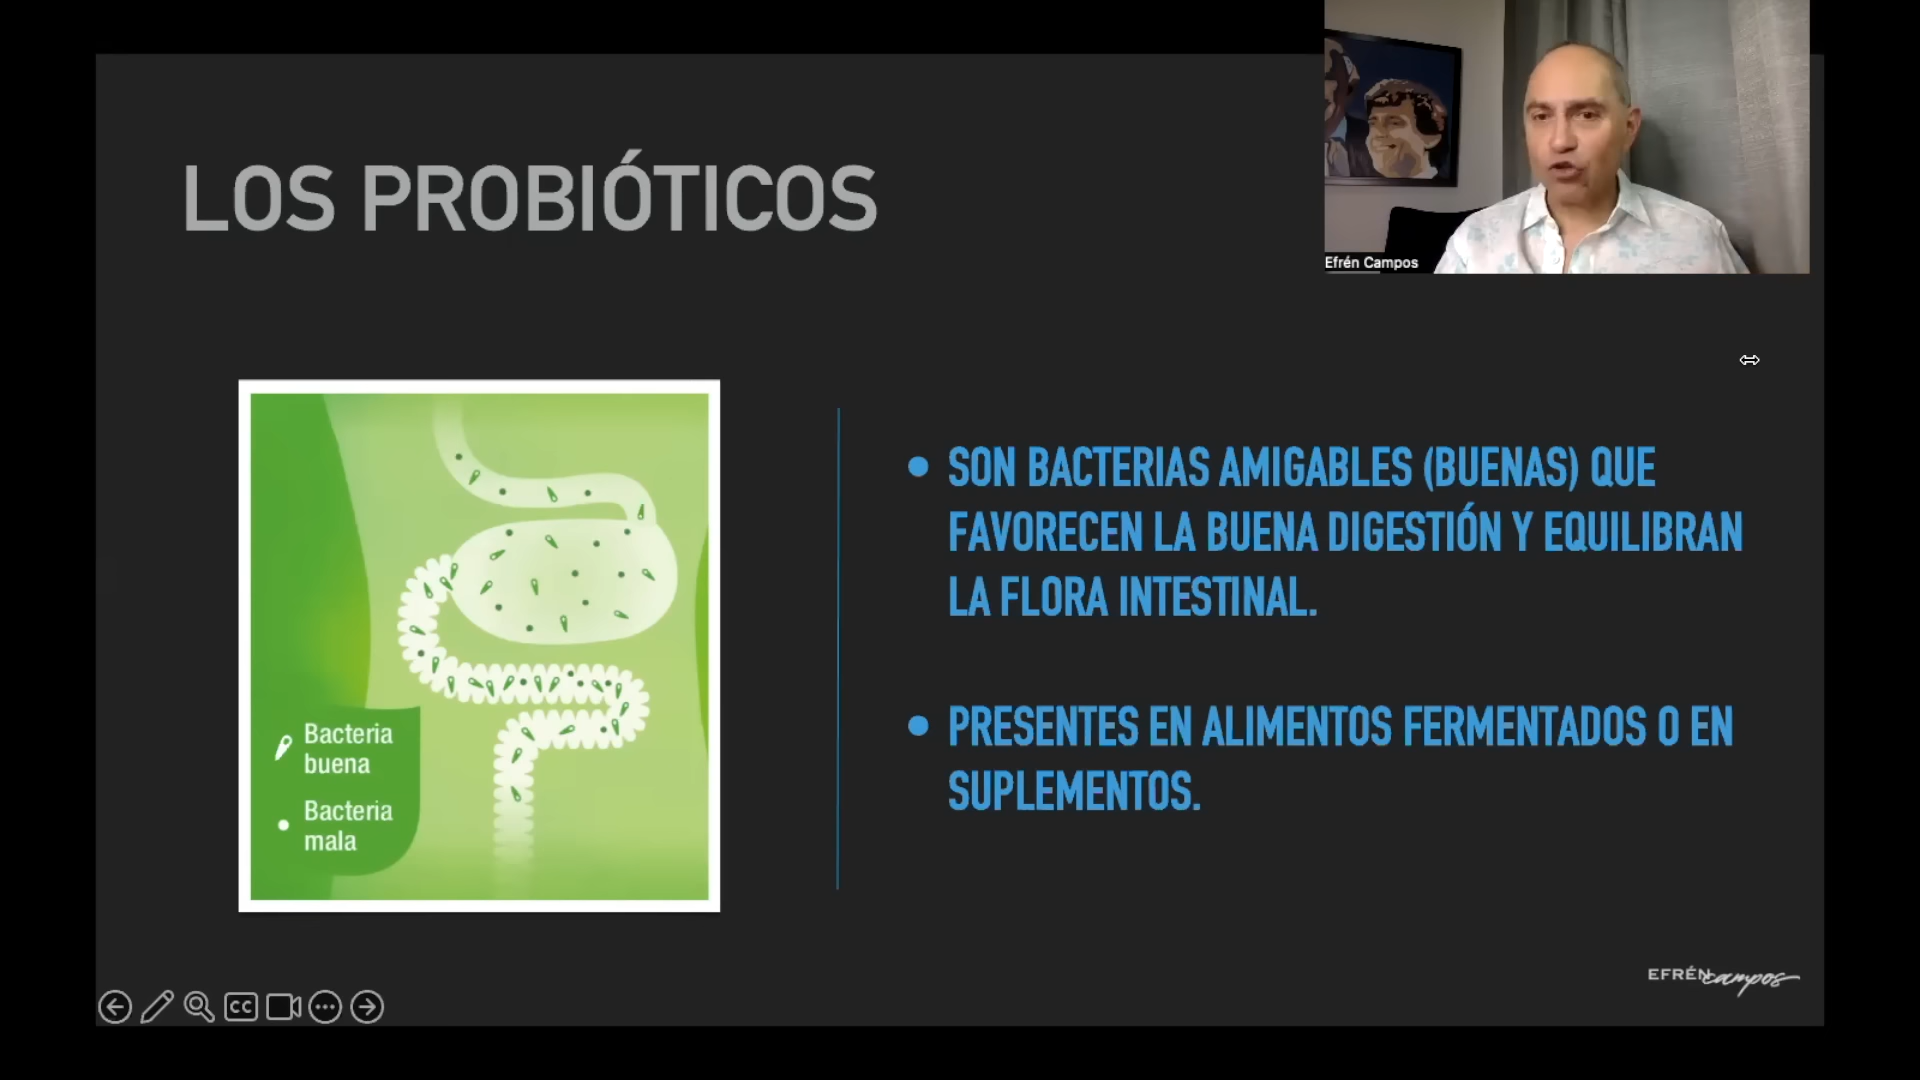 LOS PROBIÓTICOS
Efrén Campos
SON BACTERIAS AMIGABLES (BUENAS) QUE
FAVORECEN LA BUENA DIGESTIÓN Y EQUILIBRAN
LA FLORA INTESTINAL.
PRESENTES EN ALIMENTOS FERMENTADOS O EN
SUPLEMENTOS.
Bacteria
buena
Bacteria
mala
EFRÉN campos
CC